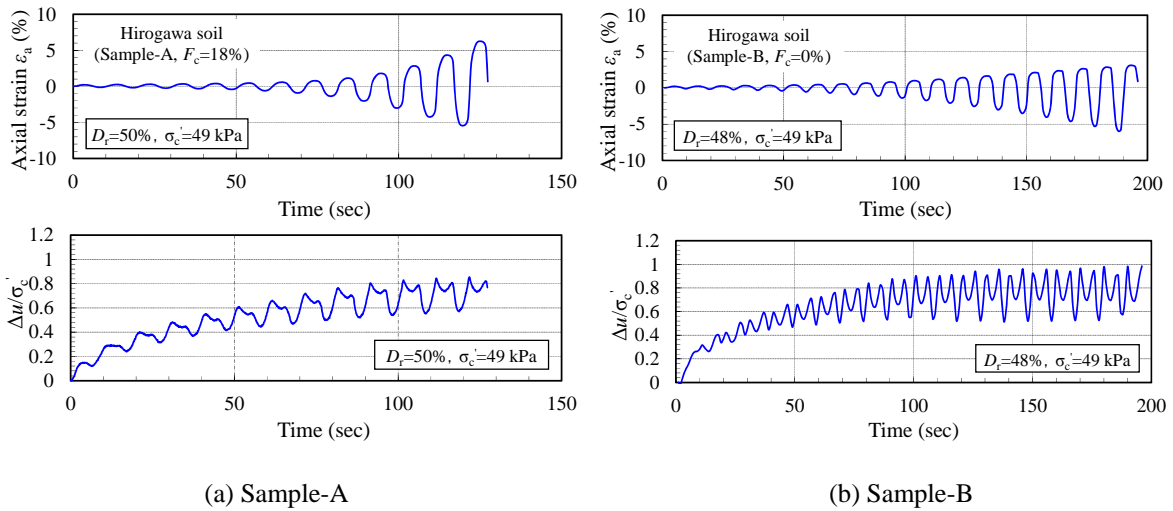 Axial strain εa (%)
10
5
0
-5
-10
Hirogawa soil
(Sample-A, Fc=18%)
Dr=50%, σc'=49 kPa
0
50
100
150
Time (sec)
Axial strain εa (%)
10
5
0
-5
-10
Hirogawa soil
(Sample-B, Fc=0%)
Dr=48%, σc'=49 kPa
0
50
100
150
200
Time (sec)
Δu/σc'
1.2
1
0.8
0.6
0.4
0.2
0
Dr=50%, σc'=49 kPa
0
50
100
150
Time (sec)
Δu/σc'
1.2
1
0.8
0.6
0.4
0.2
0
Dr=48%, σc'=49 kPa
0
50
100
150
200
Time (sec)
(a) Sample-A
(b) Sample-B